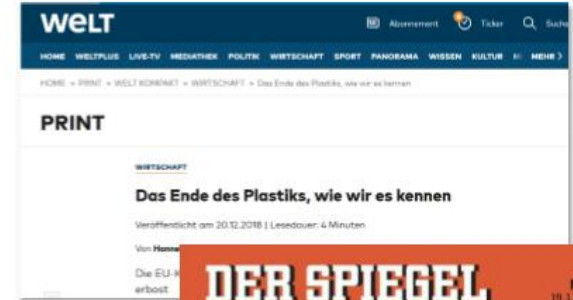 WELT
Abonnement Ticker Suche
HOME WELTPLUS LIVE-TV MEDIATHEK POLITIK WIRTSCHAFT SPORT PANORAMA WISSEN KULTUR MEHR
HOME » PRINT » WELT KOMPAKT » WIRTSCHAFT » Das Ende des Plastiks, wie wir es kennen
PRINT
WIRTSCHAFT
Das Ende des Plastiks, wie wir es kennen
Veröffentlicht am 20.12.2018 | Lesedauer: 4 Minuten
Von
Die
erbost
DER SPIEGEL